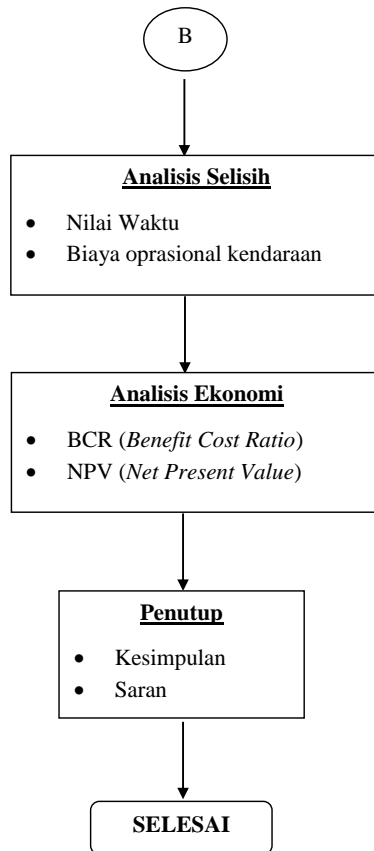 B
Analisis Selisih
• Nilai Waktu
• Biaya oprasional kendaraan
Analisis Ekonomi
• BCR (Benefit Cost Ratio)
• NPV (Net Present Value)
Penutup
• Kesimpulan
• Saran
SELESAI